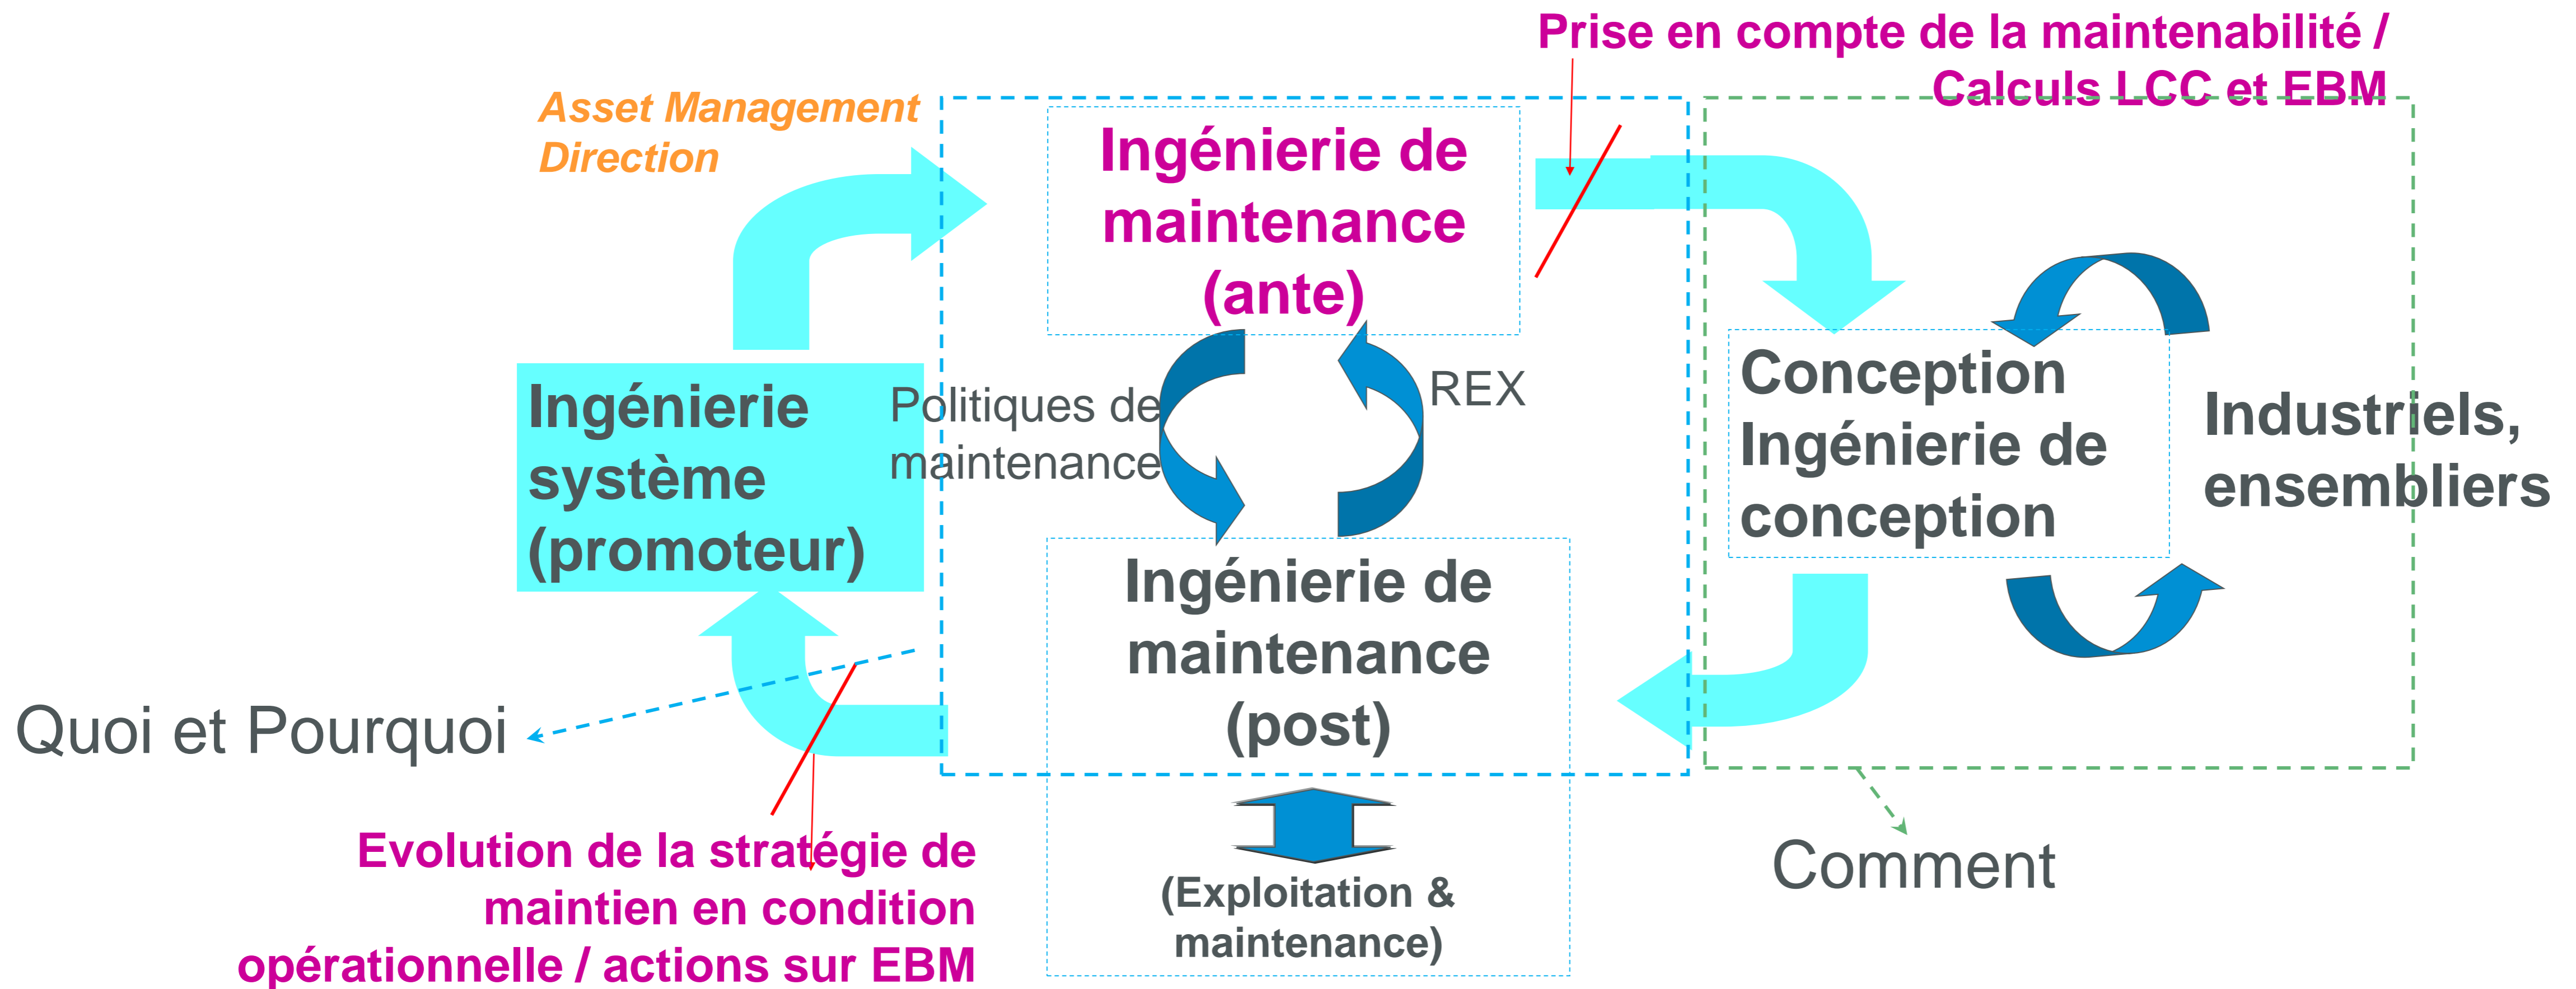 Prise en compte de la maintenabilité /
Calculs LCC et EBM
Asset Management
Direction
Ingénierie de
maintenance
(ante)
Ingénierie
système
(promoteur)
Politiques de
maintenance
REX
Conception
Ingénierie de
conception
Industriels,
ensembliers
Ingénierie de
maintenance
(post)
Quoi et Pourquoi
Evolution de la stratégie de
maintien en condition
opérationnelle / actions sur EBM
(Exploitation &
maintenance)
Comment